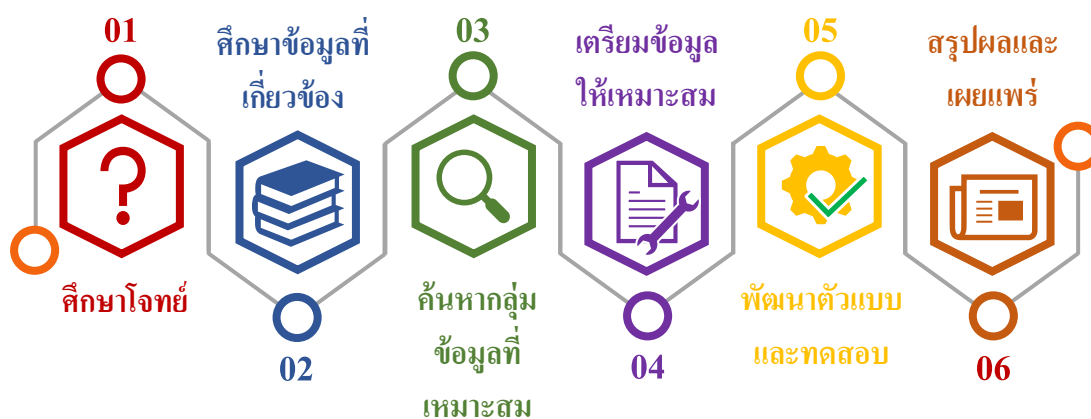 01
ศึกษาโจทย์
ศึกษาข้อมูลที่
เกี่ยวข้อง
02
03
ค้นหากลุ่ม
ข้อมูลที่
เหมาะสม
เตรียมข้อมูล
ให้เหมาะสม
04
05
พัฒนาตัวแบบ
และทดสอบ
สรุปผลและ
เผยแพร่
06